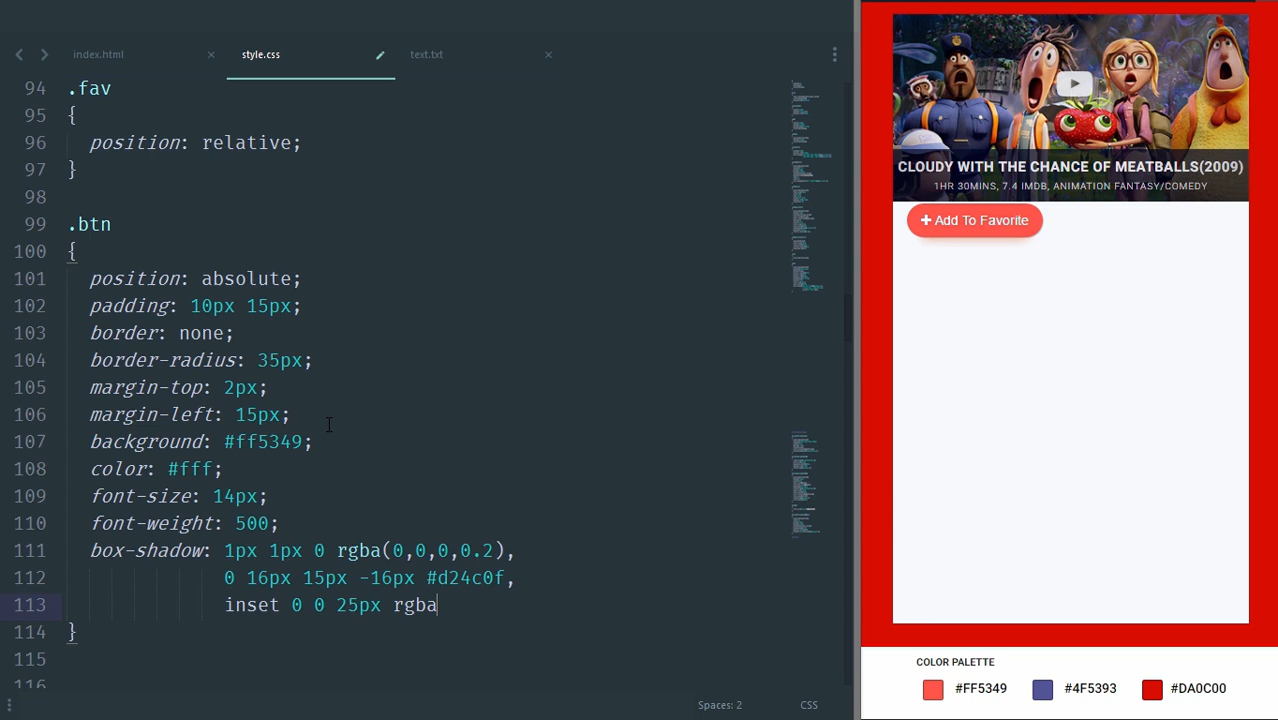 index.html
style.css
text.txt
94 .fav
95 {
96 position: relative;
97 }
98
99 .btn
100 {
101 position: absolute;
102 padding: 10px 15px;
103 border: none;
104 border-radius: 35px;
105 margin-top: 2px;
106 margin-left: 15px;
107 background: #ff5349;
108 color: #fff;
109 font-size: 14px;
110 font-weight: 500;
111 box-shadow: 1px 1px 0 rgba(0,0,0,0.2),
112 0 16px 15px -16px #d24c0f,
113 inset 0 0 25px rgba
114 }
115
116
Spaces: 2
CSS
CLOUDY WITH THE CHANCE OF MEATBALLS(2009)
1HR 30MINS, 7.4 IMDB, ANIMATION FANTASY/COMEDY
+ Add To Favorite
COLOR PALETTE
#FF5349
#4F5393
#DA0C00